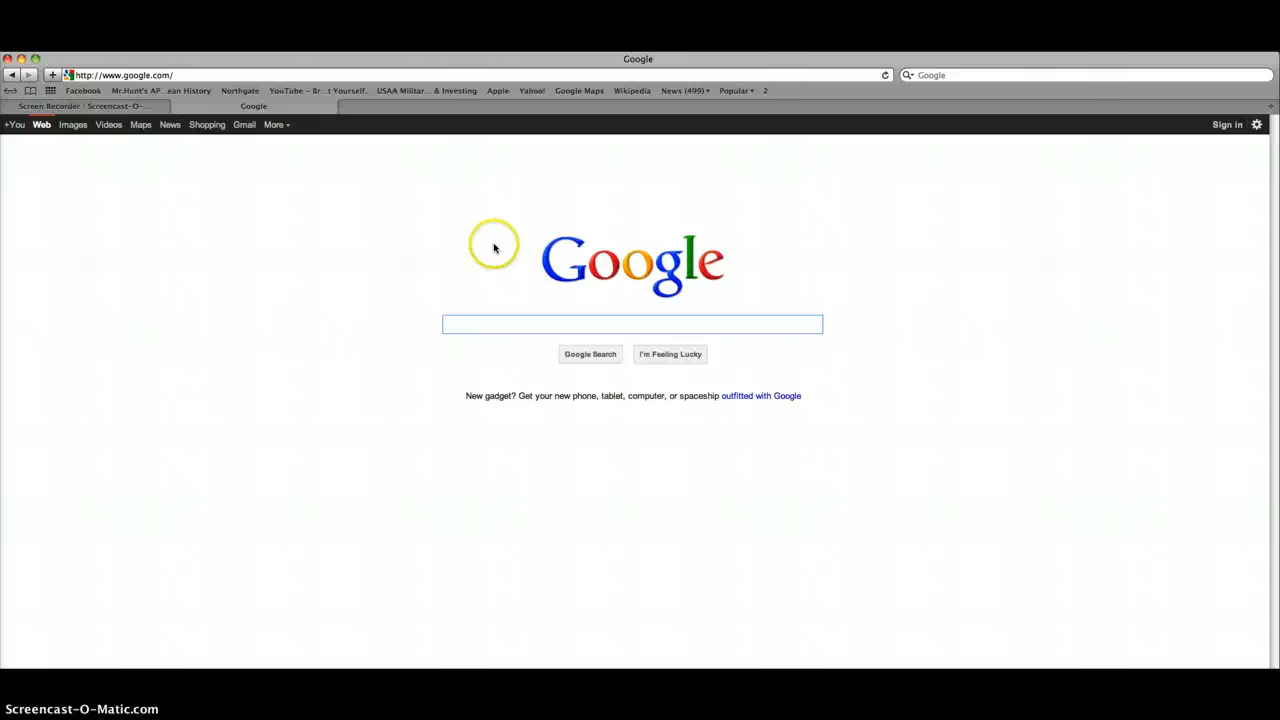 Google
http://www.google.com/
Google
Facebook Mr.Hunt's AP...ean History Northgate YouTube - Br...t Yourself. USAA Militar... & Investing Apple Yahoo! Google Maps Wikipedia News (499) Popular 2
Screen Recorder | Screencast-O-... Google
+You Web Images Videos Maps News Shopping Gmail More Sign in
Google
Google Search I'm Feeling Lucky
New gadget? Get your new phone, tablet, computer, or spaceship outfitted with Google
Screencast-O-Matic.com